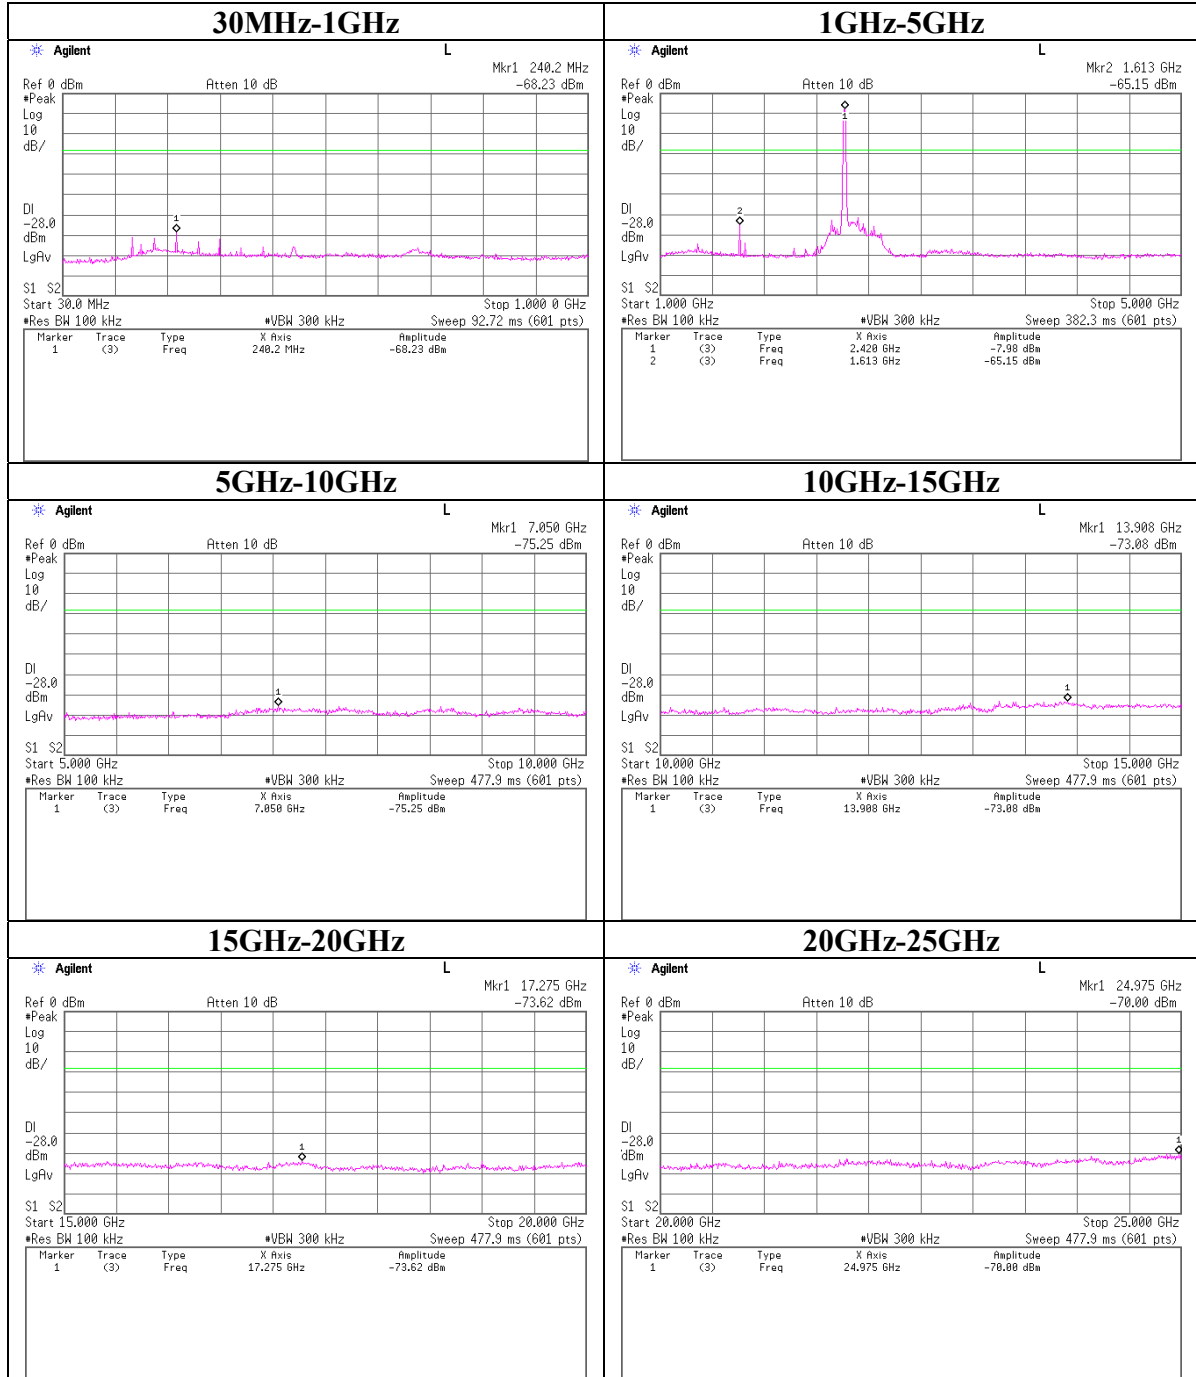 30MHz-1GHz
Agilent
L
Mkr1 240.2 MHz
Ref 0 dBm Atten 10 dB -68.23 dBm
#Peak
Log
10
dB/
1
DI
-28.0
dBm
LgAv
S1 S2
Start 30.0 MHz Stop 1.000 0 GHz
#Res BW 100 kHz #VBW 300 kHz Sweep 92.72 ms (601 pts)
Marker Trace Type X Axis Amplitude
1 (3) Freq 240.2 MHz -68.23 dBm
1GHz-5GHz
Agilent
L
Mkr2 1.613 GHz
Ref 0 dBm Atten 10 dB -65.15 dBm
#Peak
Log
10
dB/
1
2
DI
-28.0
dBm
LgAv
S1 S2
Start 1.000 GHz Stop 5.000 GHz
#Res BW 100 kHz #VBW 300 kHz Sweep 382.3 ms (601 pts)
Marker Trace Type X Axis Amplitude
1 (3) Freq 2.420 GHz -7.98 dBm
2 (3) Freq 1.613 GHz -65.15 dBm
5GHz-10GHz
Agilent
L
Mkr1 7.050 GHz
Ref 0 dBm Atten 10 dB -75.25 dBm
#Peak
Log
10
dB/
1
DI
-28.0
dBm
LgAv
S1 S2
Start 5.000 GHz Stop 10.000 GHz
#Res BW 100 kHz #VBW 300 kHz Sweep 477.9 ms (601 pts)
Marker Trace Type X Axis Amplitude
1 (3) Freq 7.050 GHz -75.25 dBm
10GHz-15GHz
Agilent
L
Mkr1 13.908 GHz
Ref 0 dBm Atten 10 dB -73.08 dBm
#Peak
Log
10
dB/
1
DI
-28.0
dBm
LgAv
S1 S2
Start 10.000 GHz Stop 15.000 GHz
#Res BW 100 kHz #VBW 300 kHz Sweep 477.9 ms (601 pts)
Marker Trace Type X Axis Amplitude
1 (3) Freq 13.908 GHz -73.08 dBm
15GHz-20GHz
Agilent
L
Mkr1 17.275 GHz
Ref 0 dBm Atten 10 dB -73.62 dBm
#Peak
Log
10
dB/
1
DI
-28.0
dBm
LgAv
S1 S2
Start 15.000 GHz Stop 20.000 GHz
#Res BW 100 kHz #VBW 300 kHz Sweep 477.9 ms (601 pts)
Marker Trace Type X Axis Amplitude
1 (3) Freq 17.275 GHz -73.62 dBm
20GHz-25GHz
Agilent
L
Mkr1 24.975 GHz
Ref 0 dBm Atten 10 dB -70.00 dBm
#Peak
Log
10
dB/
1
DI
-28.0
dBm
LgAv
S1 S2
Start 20.000 GHz Stop 25.000 GHz
#Res BW 100 kHz #VBW 300 kHz Sweep 477.9 ms (601 pts)
Marker Trace Type X Axis Amplitude
1 (3) Freq 24.975 GHz -70.00 dBm